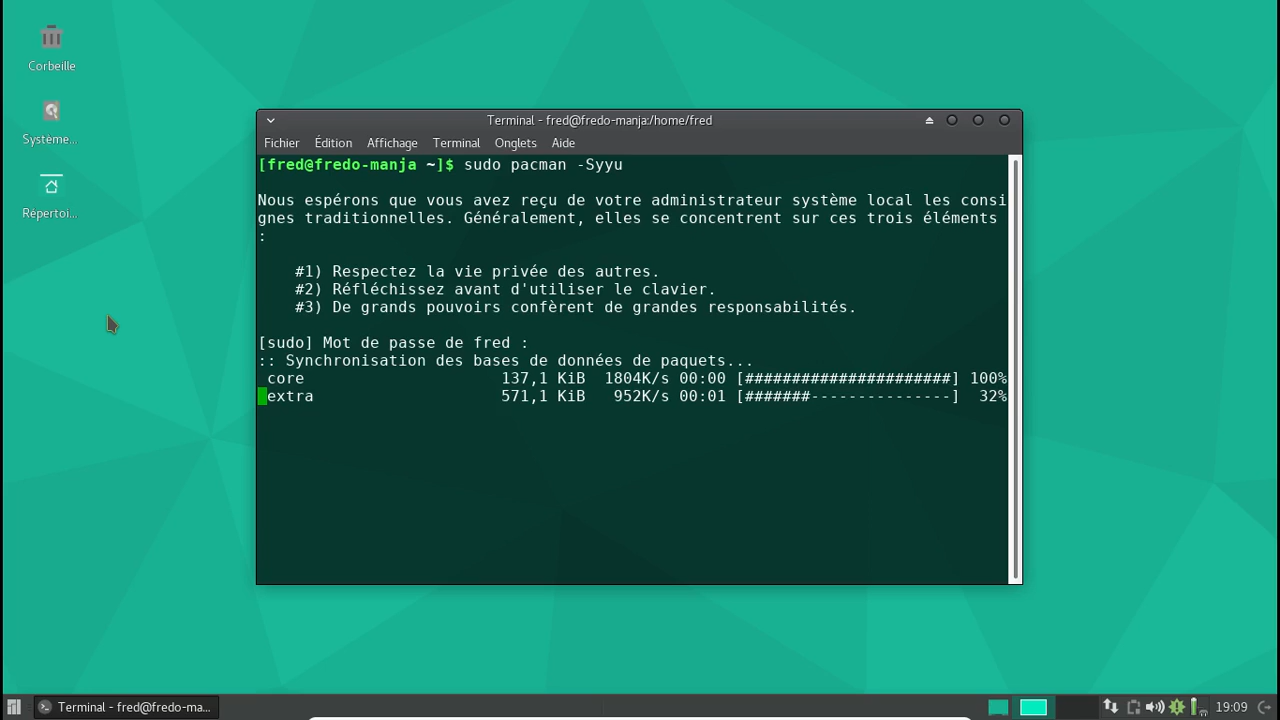 Corbeille
Système...
Répertoi...
Terminal - fred@fredo-manja:/home/fred
Fichier Édition Affichage Terminal Onglets Aide
[fred@fredo-manja ~]$ sudo pacman -Syyu
Nous espérons que vous avez reçu de votre administrateur système local les consi
gnes traditionnelles. Généralement, elles se concentrent sur ces trois éléments
:
#1) Respectez la vie privée des autres.
#2) Réfléchissez avant d'utiliser le clavier.
#3) De grands pouvoirs confèrent de grandes responsabilités.
[sudo] Mot de passe de fred :
:: Synchronisation des bases de données de paquets...
core 137,1 KiB 1804K/s 00:00 [######################] 100%
extra 571,1 KiB 952K/s 00:01 [#######---------------] 32%
Terminal - fred@fredo-ma...
19:09